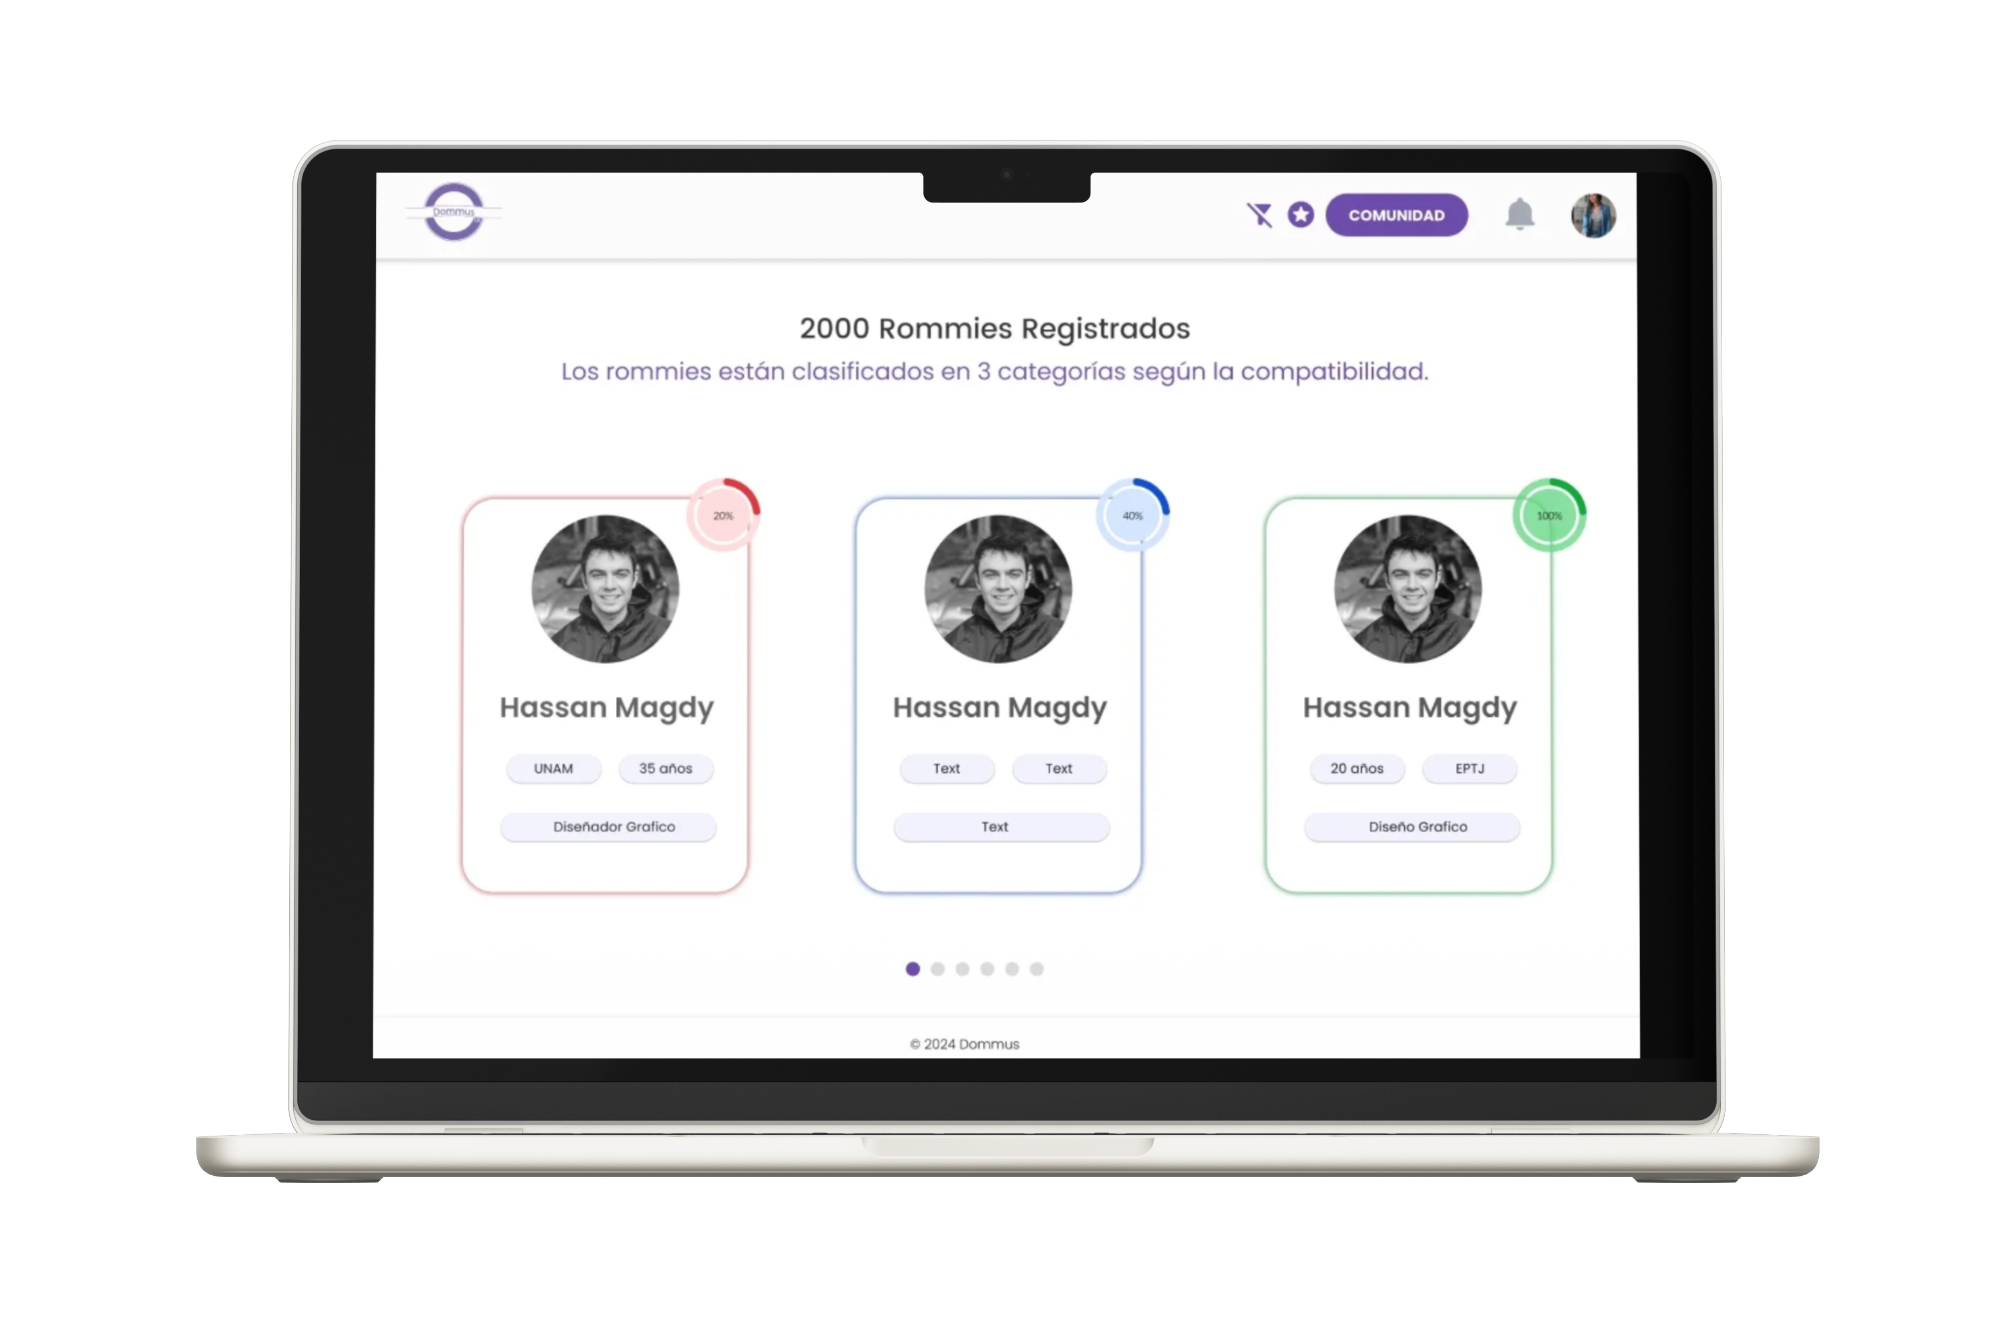 Dommus
COMUNIDAD
2000 Rommies Registrados
Los rommies están clasificados en 3 categorías según la compatibilidad.
20%
Hassan Magdy
UNAM
35 años
Diseñador Grafico
40%
Hassan Magdy
Text
Text
Text
100%
Hassan Magdy
20 años
EPTJ
Diseño Grafico
© 2024 Dommus